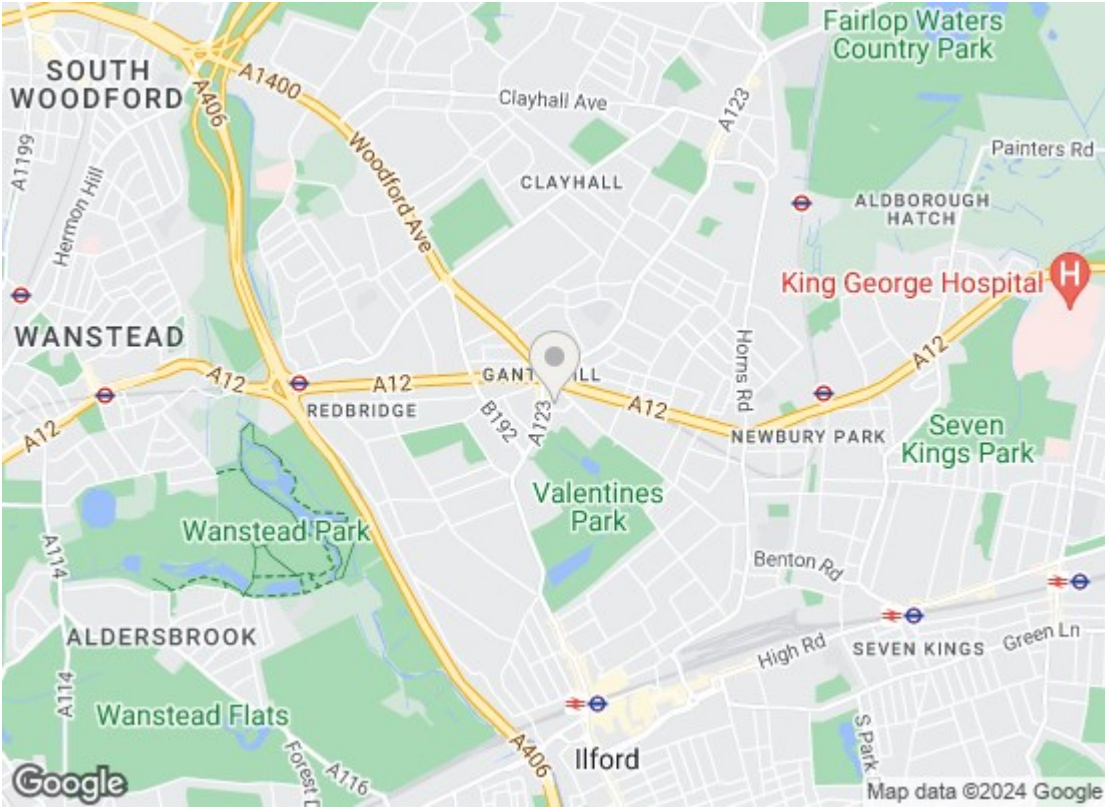 Fairlop Waters
Country Park
SOUTH
WOODFORD
A1400
A406
Clayhall Ave
A123
A1199
Hermon Hill
Woodford Ave
Painters Rd
CLAYHALL
ALDBOROUGH
HATCH
King George Hospital
H
WANSTEAD
A12
A12
GANTS HILL
A12
A12
A12
Horns Rd
REDBRIDGE
B192
A123
NEWBURY PARK
Seven
Kings Park
Valentines
Park
Wanstead Park
A114
Benton Rd
ALDERSBROOK
High Rd
SEVEN KINGS
Green Ln
A114
Wanstead Flats
S Park
A406
Forest
A116
Ilford
Google
Map data ©2024 Google